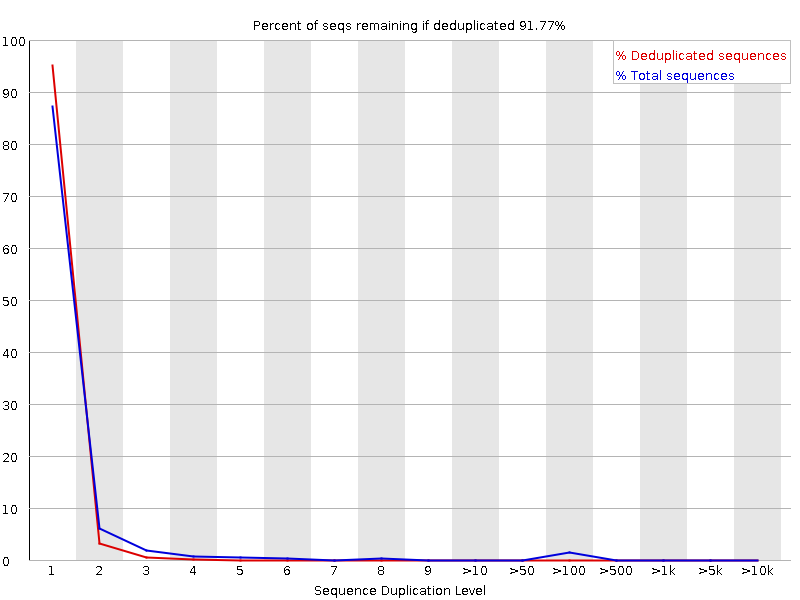 Percent of seqs remaining if deduplicated 91.77%
% Deduplicated sequences
% Total sequences
100
90
80
70
60
50
40
30
20
10
0
1 2 3 4 5 6 7 8 9 >10 >50 >100 >500 >1k >5k >10k
Sequence Duplication Level